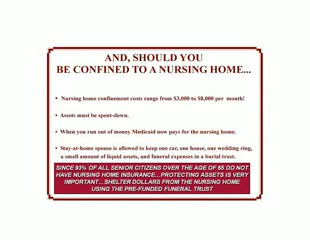 AND, SHOULD YOU
BE CONFINED TO A NURSING HOME...
• Nursing home confinement costs range from $3,000 to $8,000 per month!
• Assets must be spent-down.
• When you run out of money Medicaid now pays for the nursing home.
• Stay-at-home spouse is allowed to keep one car, one house, one wedding ring,
a small amount of liquid assets, and funeral expenses in a burial trust.
SINCE 93% OF ALL SENIOR CITIZENS OVER THE AGE OF 65 DO NOT
HAVE NURSING HOME INSURANCE...PROTECTING ASSETS IS VERY
IMPORTANT...SHELTER DOLLARS FROM THE NURSING HOME
USING THE PRE-FUNDED FUNERAL TRUST